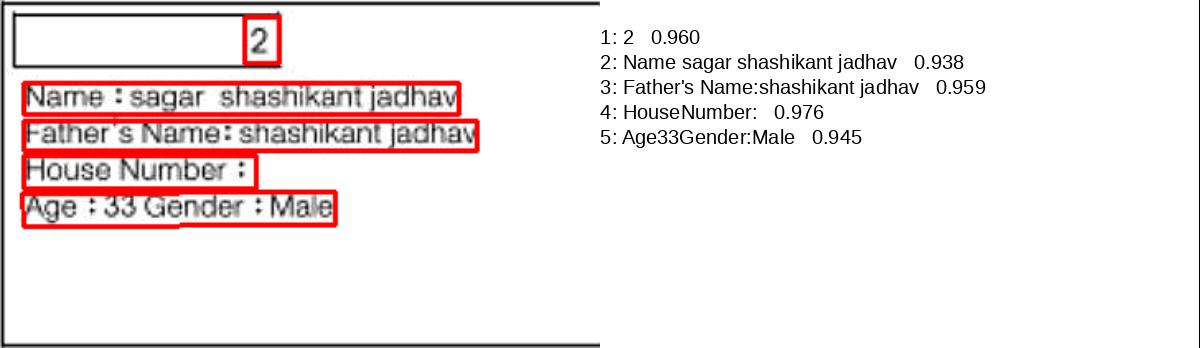 2
Name : sagar shashikant jadhav
Father's Name: shashikant jadhav
House Number :
Age : 33 Gender : Male
1: 2 0.960
2: Name sagar shashikant jadhav 0.938
3: Father's Name:shashikant jadhav 0.959
4: HouseNumber: 0.976
5: Age33Gender:Male 0.945